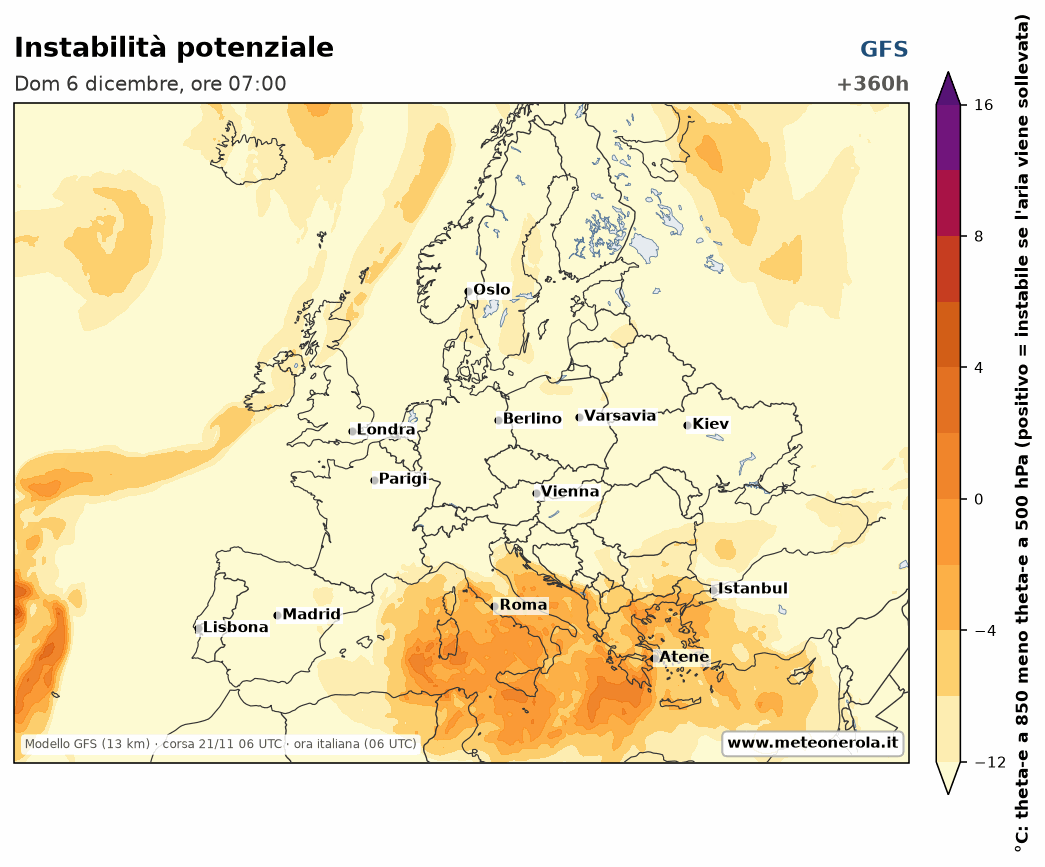 Instabilità potenziale
GFS
Dom 6 dicembre, ore 07:00
+360h
Oslo
Berlino
Varsavia
Kiev
Londra
Parigi
Vienna
Istanbul
Roma
Madrid
Lisbona
Atene
Modello GFS (13 km) · corsa 21/11 06 UTC · ora italiana (06 UTC)
www.meteonerola.it
16
8
4
0
−4
−12
°C: theta-e a 850 meno theta-e a 500 hPa (positivo = instabile se l'aria viene sollevata)